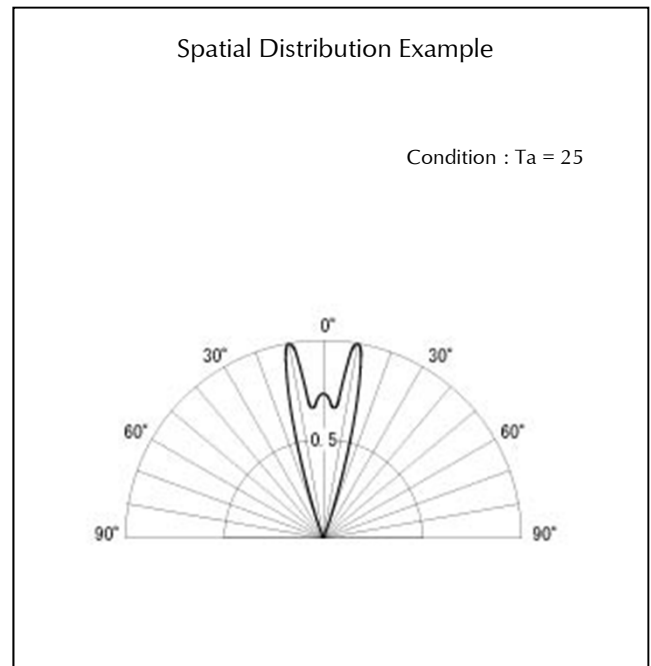 Spatial Distribution Example
Condition : Ta = 25
0°
30° 30°
60° 60°
0.5
90° 90°